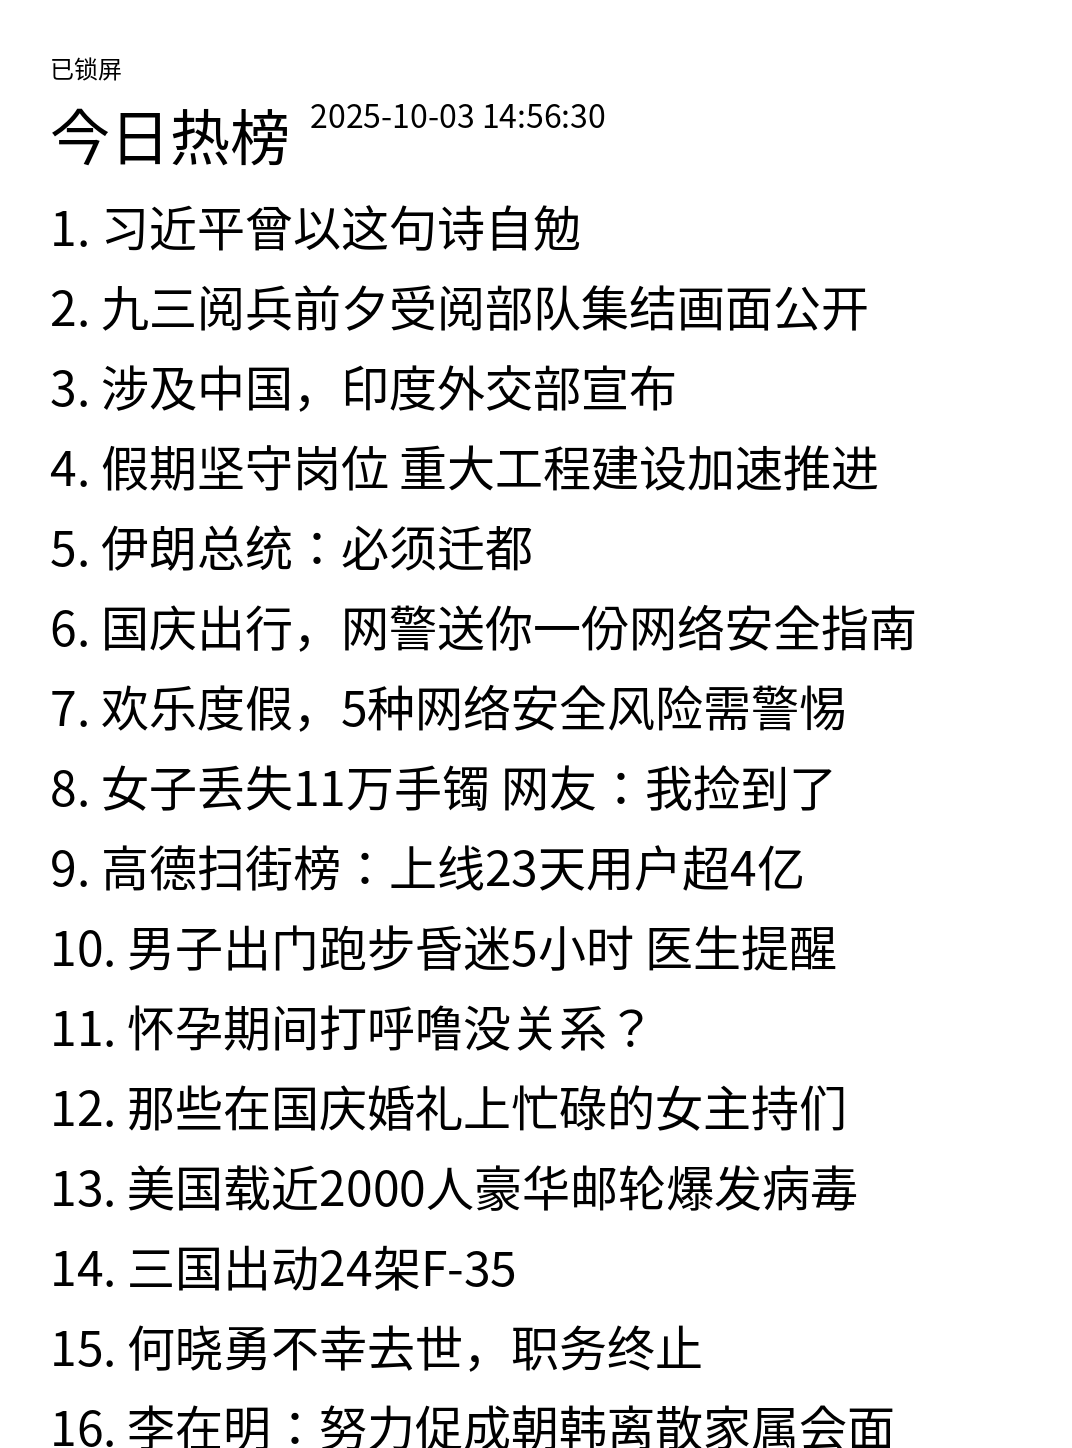 已锁屏
今日热榜 2025-10-03 14:56:30
1. 习近平曾以这句诗自勉
2. 九三阅兵前夕受阅部队集结画面公开
3. 涉及中国，印度外交部宣布
4. 假期坚守岗位 重大工程建设加速推进
5. 伊朗总统：必须迁都
6. 国庆出行，网警送你一份网络安全指南
7. 欢乐度假，5种网络安全风险需警惕
8. 女子丢失11万手镯 网友：我捡到了
9. 高德扫街榜：上线23天用户超4亿
10. 男子出门跑步昏迷5小时 医生提醒
11. 怀孕期间打呼噜没关系？
12. 那些在国庆婚礼上忙碌的女主持们
13. 美国载近2000人豪华邮轮爆发病毒
14. 三国出动24架F-35
15. 何晓勇不幸去世，职务终止
16. 李在明：努力促成朝韩离散家属会面